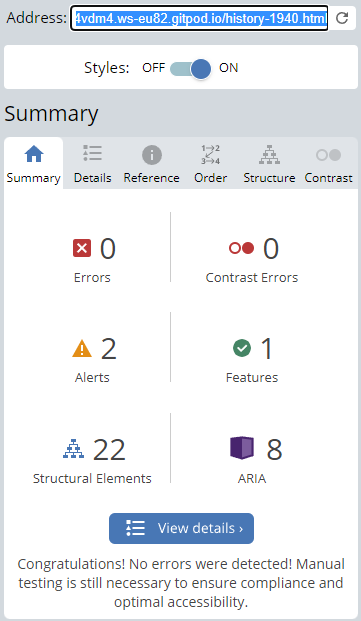 Address: 4vdm4.ws-eu82.gitpod.io/history-1940.html
Styles: OFF ON
Summary
Summary Details Reference Order Structure Contrast
0 0
Errors Contrast Errors
2 1
Alerts Features
22 8
Structural Elements ARIA
View details ›
Congratulations! No errors were detected! Manual
testing is still necessary to ensure compliance and
optimal accessibility.